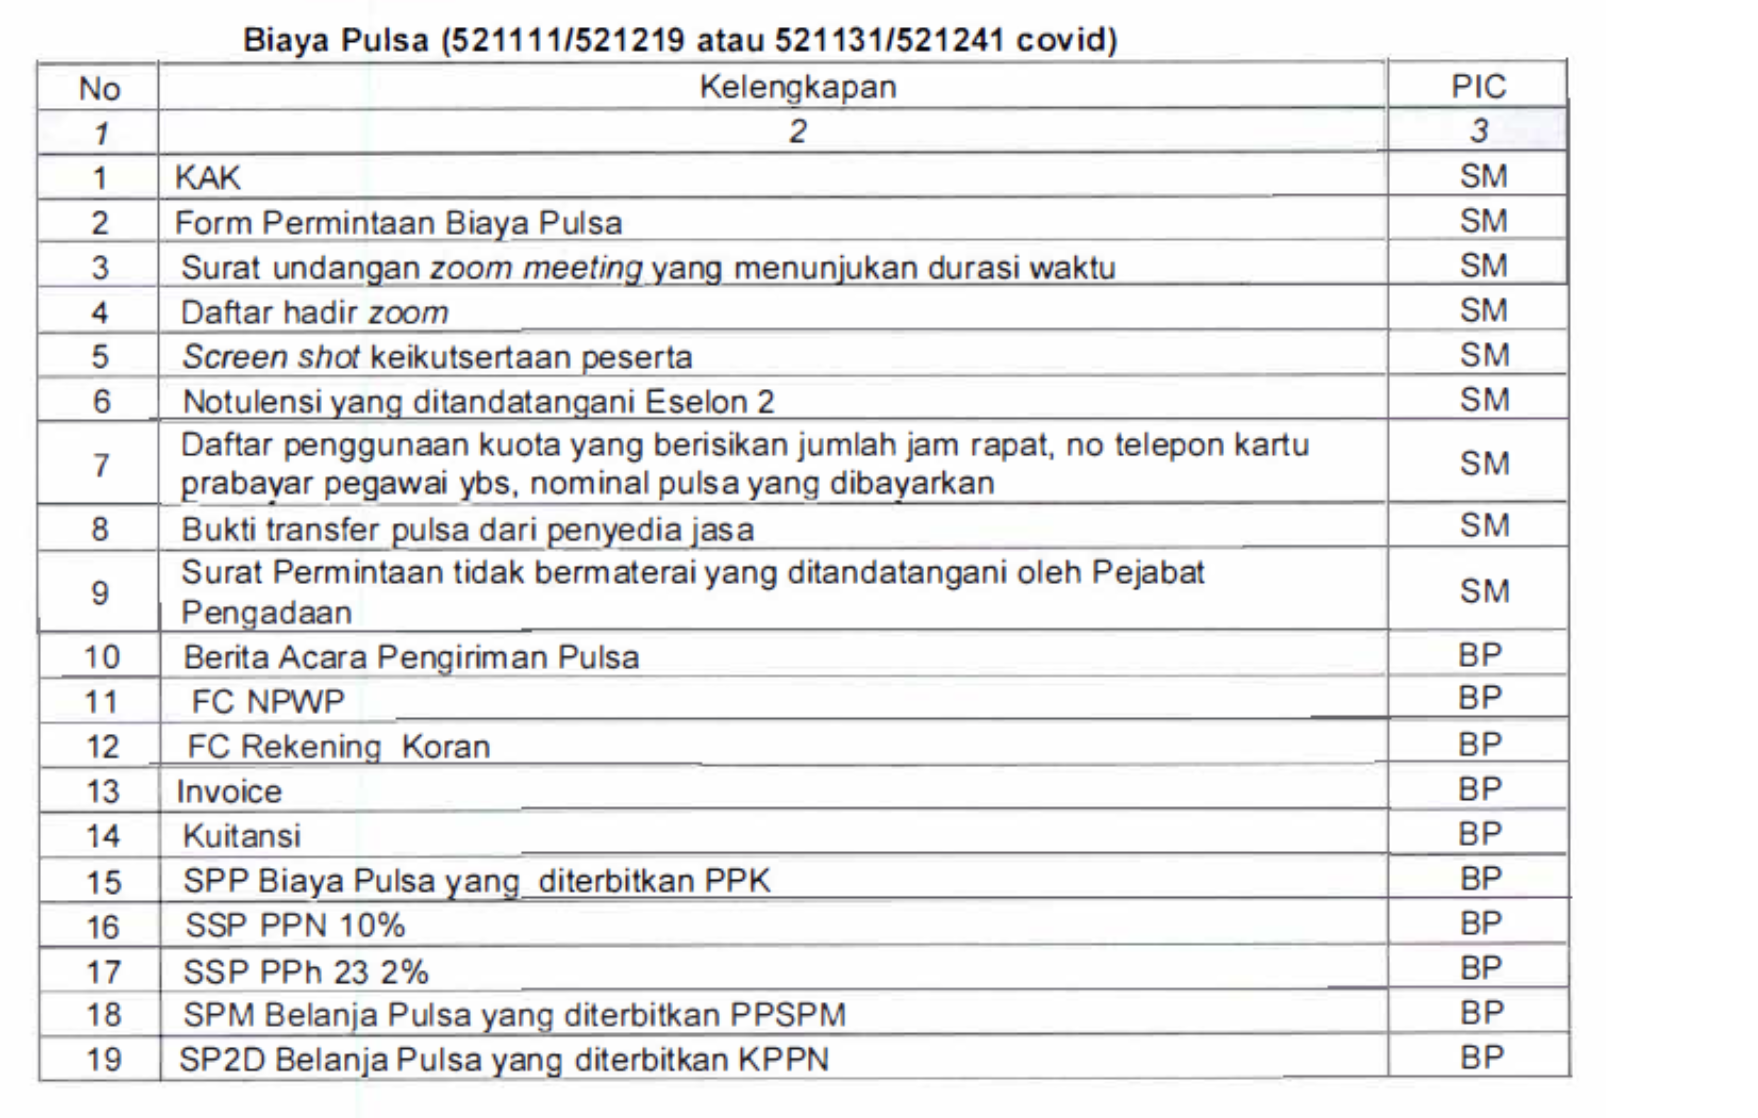 Biaya Pulsa (521111/521219 atau 521131/521241 covid)
No Kelengkapan PIC
1 2 3
1 KAK SM
2 Form Permintaan Biaya Pulsa SM
3 Surat undangan zoom meeting yang menunjukan durasi waktu SM
4 Daftar hadir zoom SM
5 Screen shot keikutsertaan peserta SM
6 Notulensi yang ditandatangani Eselon 2 SM
7 Daftar penggunaan kuota yang berisikan jumlah jam rapat, no telepon kartu SM
prabayar pegawai ybs, nominal pulsa yang dibayarkan
8 Bukti transfer pulsa dari penyedia jasa SM
9 Surat Permintaan tidak bermaterai yang ditandatangani oleh Pejabat SM
Pengadaan
10 Berita Acara Pengiriman Pulsa BP
11 FC NPWP BP
12 FC Rekening Koran BP
13 Invoice BP
14 Kuitansi BP
15 SPP Biaya Pulsa yang diterbitkan PPK BP
16 SSP PPN 10% BP
17 SSP PPh 23 2% BP
18 SPM Belanja Pulsa yang diterbitkan PPSPM BP
19 SP2D Belanja Pulsa yang diterbitkan KPPN BP